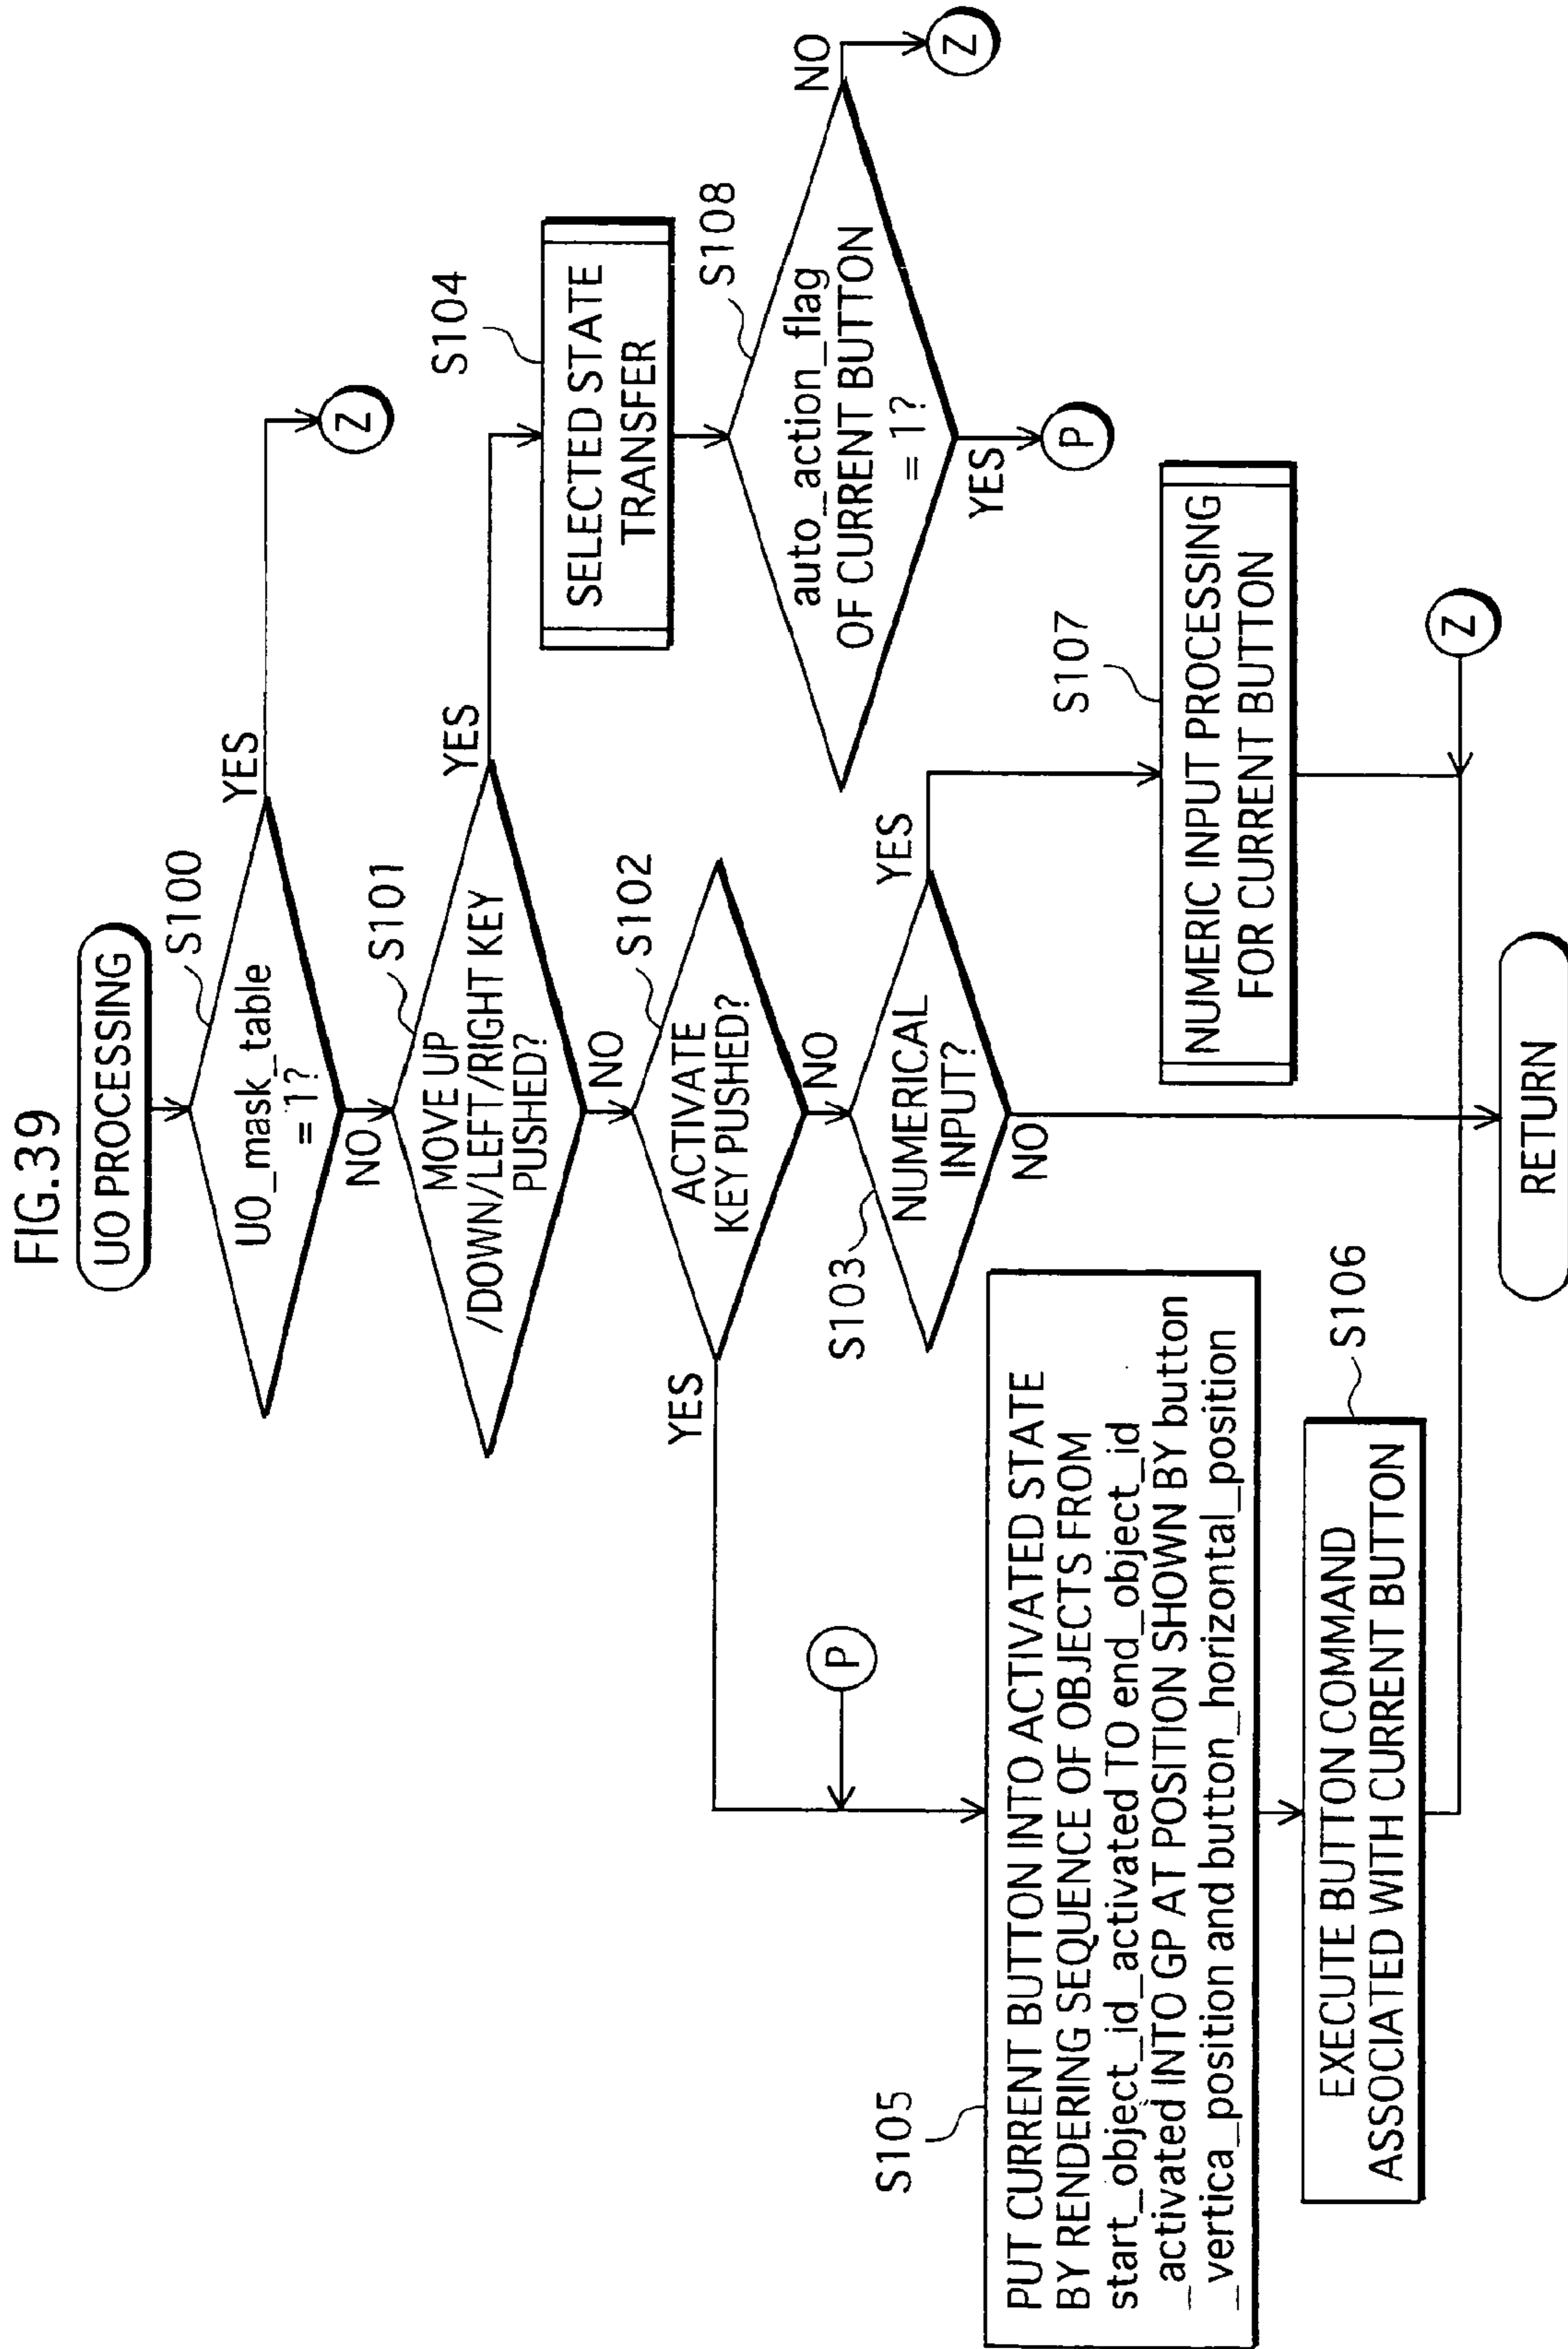 FIG.39
UO PROCESSING
S100
UO_mask_table
= 1?
YES
Z
NO
S101
MOVE UP
/DOWN/LEFT/RIGHT KEY
PUSHED?
YES
S104
SELECTED STATE
TRANSFER
S108
auto_action_flag
OF CURRENT BUTTON
= 1?
NO
Z
YES
P
NO
S102
ACTIVATE
KEY PUSHED?
YES
NO
S103
NUMERICAL
INPUT?
YES
S107
NUMERIC INPUT PROCESSING
FOR CURRENT BUTTON
Z
NO
P
S105
PUT CURRENT BUTTON INTO ACTIVATED STATE
BY RENDERING SEQUENCE OF OBJECTS FROM
start_object_id_activated TO end_object_id
_activated INTO GP AT POSITION SHOWN BY button
_vertica_position and button_horizontal_position
S106
EXECUTE BUTTON COMMAND
ASSOCIATED WITH CURRENT BUTTON
RETURN